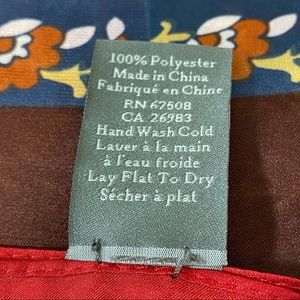 100% Polyester
Made in China
Fabriqué en Chine
RN 67508
CA 26983
Hand Wash Cold
Laver à la main
à l'eau froide
Lay Flat To Dry
Sécher à plat